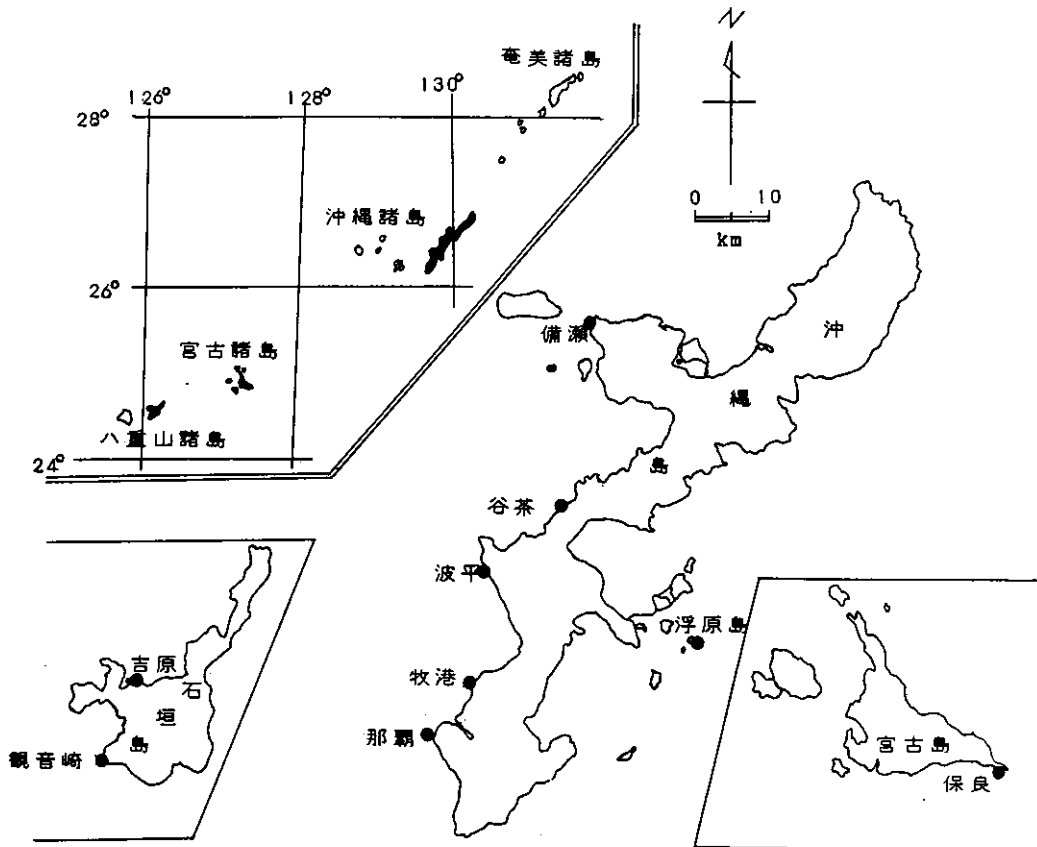 N
奄美諸島
126°
128°
130°
28°
0 10
km
沖縄諸島
26°
宮古諸島
八重山諸島
24°
備瀬
沖
縄
島
谷茶
波平
浮原島
牧港
那覇
吉原
石
垣
島
観音崎
宮古島
保良